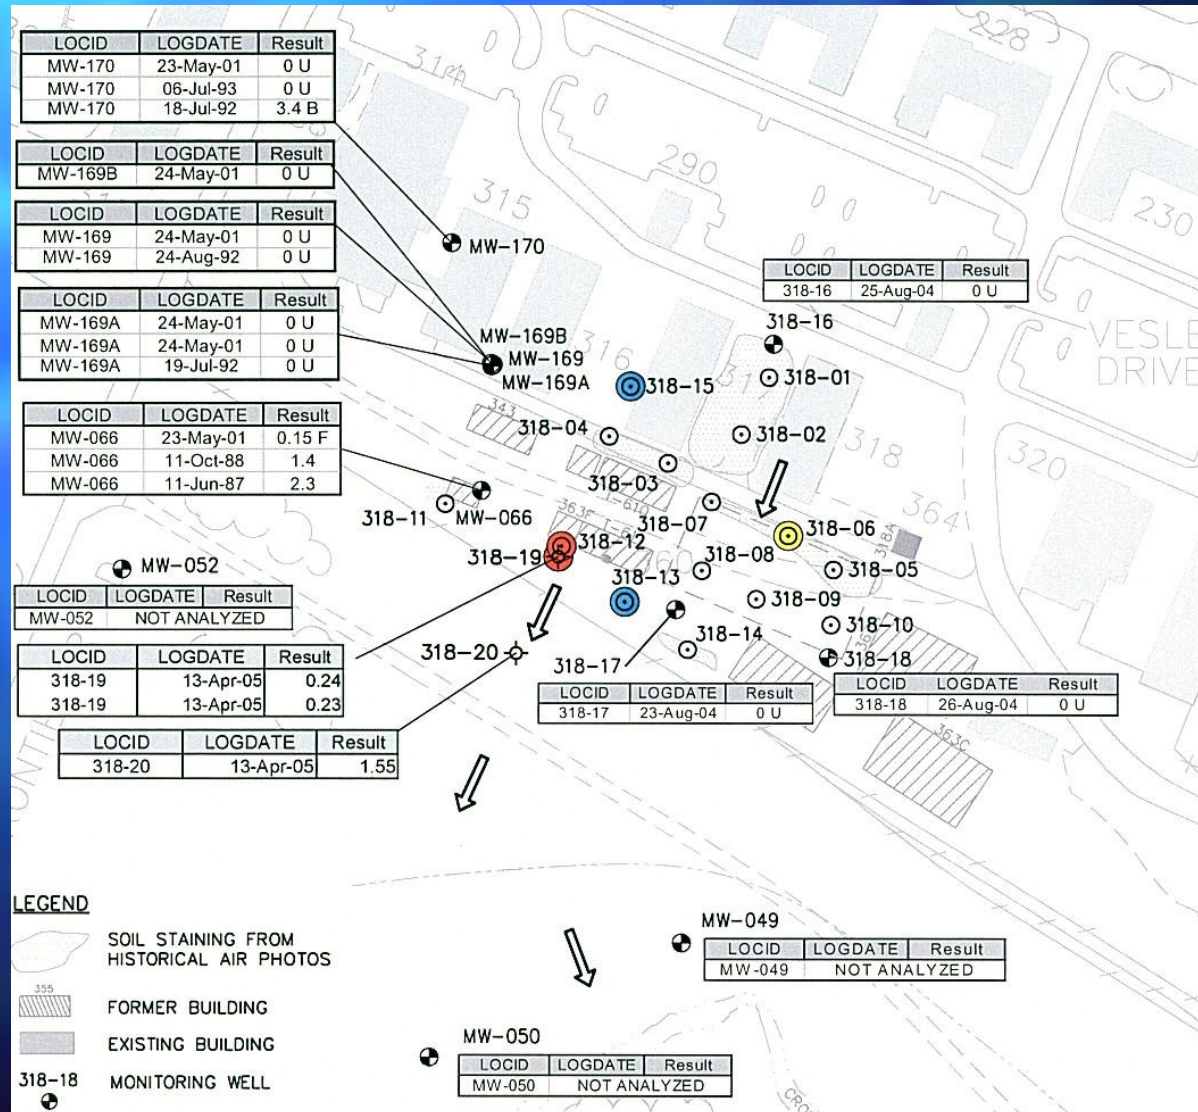 LOCID LOGDATE Result
MW-170 23-May-01 0 U
MW-170 06-Jul-93 0 U
MW-170 18-Jul-92 3.4 B
LOCID LOGDATE Result
MW-169B 24-May-01 0 U
LOCID LOGDATE Result
MW-169 24-May-01 0 U
MW-169 24-Aug-92 0 U
LOCID LOGDATE Result
MW-169A 24-May-01 0 U
MW-169A 24-May-01 0 U
MW-169A 19-Jul-92 0 U
LOCID LOGDATE Result
MW-066 23-May-01 0.15 F
MW-066 11-Oct-88 1.4
MW-066 11-Jun-87 2.3
228
290
230
315
MW-170
LOCID LOGDATE Result
318-16 25-Aug-04 0 U
318-16
VESLE
DRIVE
MW-169B
MW-169
MW-169A
316
317
318-01
318-15
343
318-04
318-02
318
320
318-03
364
318-11
MW-066
363F
T-610
318-07
318-06
318A
318-12
318-19
318-08
318-05
318-13
360
MW-052
LOCID LOGDATE Result
MW-052 NOT ANALYZED
318-09
318-10
318-14
318-20
318-17
318-18
LOCID LOGDATE Result
318-19 13-Apr-05 0.24
318-19 13-Apr-05 0.23
LOCID LOGDATE Result
318-17 23-Aug-04 0 U
LOCID LOGDATE Result
318-18 26-Aug-04 0 U
363C
LOCID LOGDATE Result
318-20 13-Apr-05 1.55
LEGEND
SOIL STAINING FROM
HISTORICAL AIR PHOTOS
355
FORMER BUILDING
EXISTING BUILDING
318-18 MONITORING WELL
MW-049
LOCID LOGDATE Result
MW-049 NOT ANALYZED
MW-050
LOCID LOGDATE Result
MW-050 NOT ANALYZED